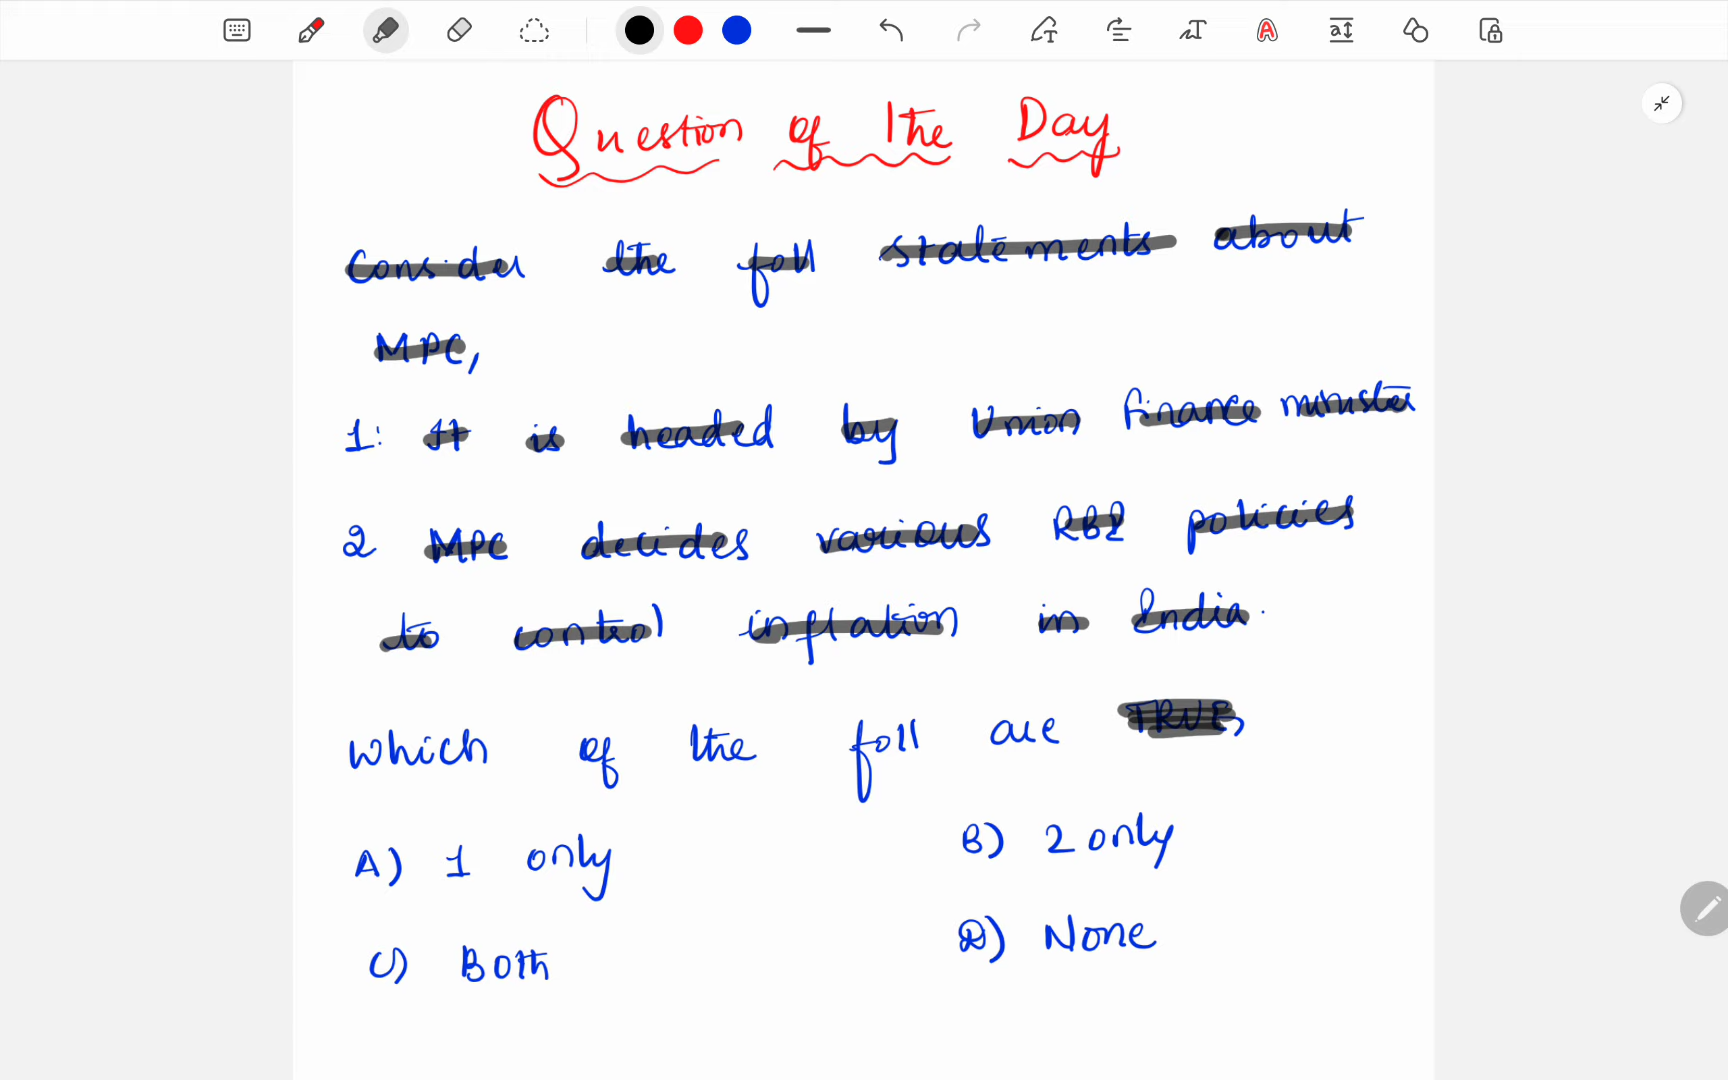 Question of the Day
Consider the foll statements about
MPC,
1: It is headed by Union Finance minister
2 MPC decides various RBI policies
to control inflation in India.
which of the foll are TRUE,
A) 1 only
B) 2 only
C) Both
D) None